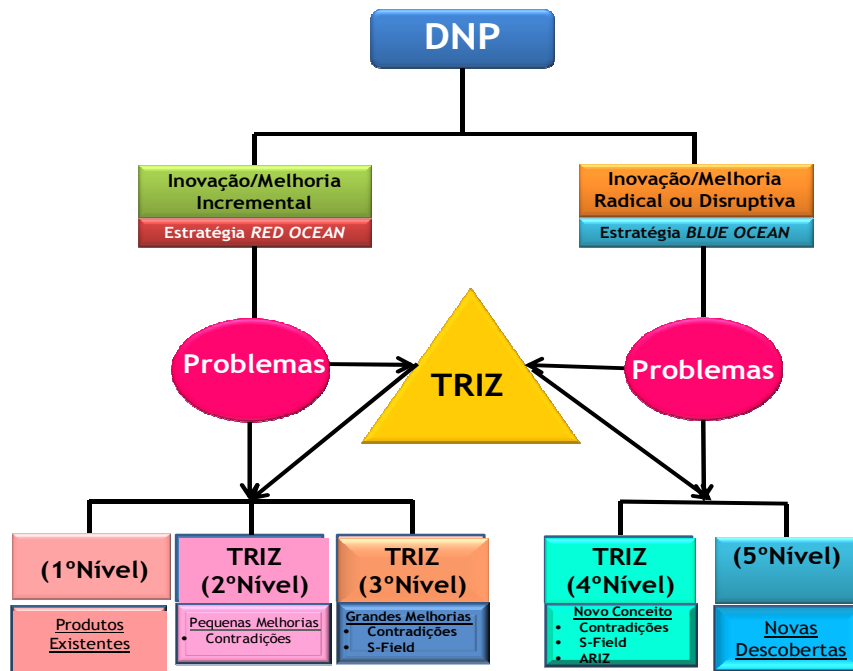 DNP
Inovação/Melhoria
Incremental
Estratégia RED OCEAN
Inovação/Melhoria
Radical ou Disruptiva
Estratégia BLUE OCEAN
Problemas
TRIZ
Problemas
(1ºNível)
Produtos
Existentes
TRIZ
(2ºNível)
Pequenas Melhorias
• Contradições
TRIZ
(3ºNível)
Grandes Melhorias
• Contradições
• S-Field
TRIZ
(4ºNível)
Novo Conceito
• Contradições
• S-Field
• ARIZ
(5ºNível)
Novas
Descobertas